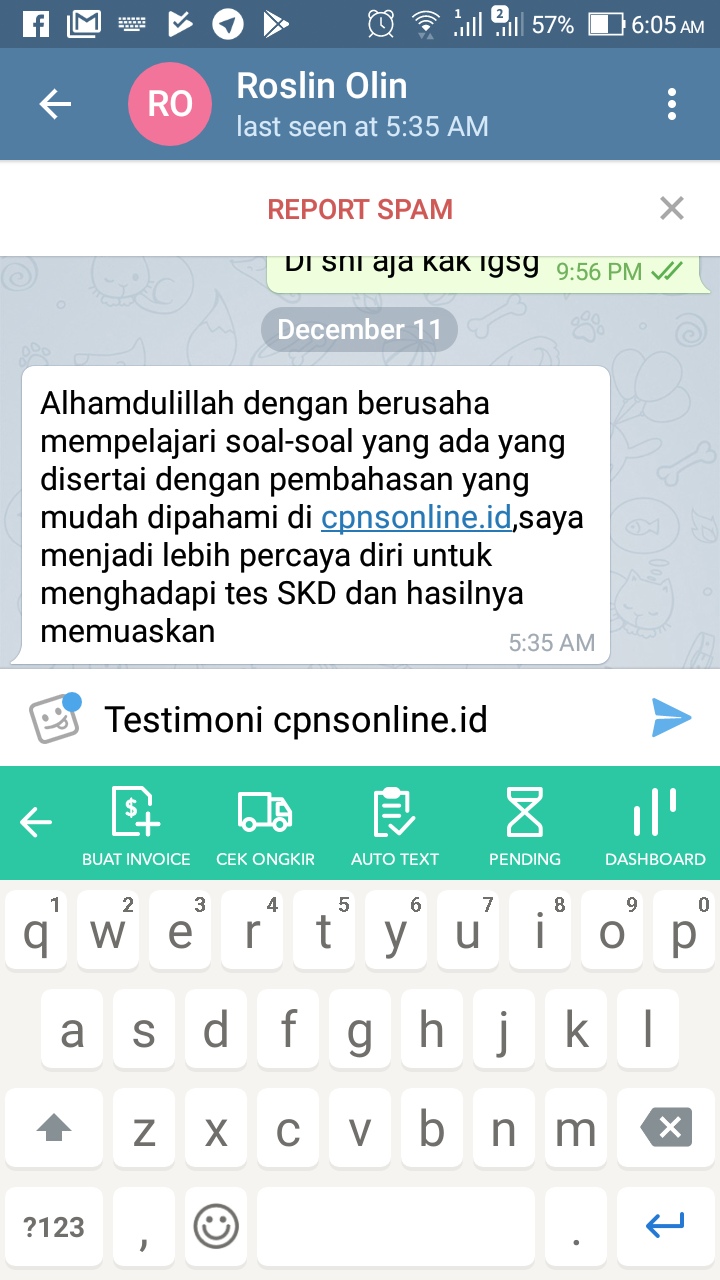 57% 6:05 AM
RO
Roslin Olin
last seen at 5:35 AM
REPORT SPAM
Di sni aja kak lgsg 9:56 PM
December 11
Alhamdulillah dengan berusaha
mempelajari soal-soal yang ada yang
disertai dengan pembahasan yang
mudah dipahami di cpnsonline.id,saya
menjadi lebih percaya diri untuk
menghadapi tes SKD dan hasilnya
memuaskan
5:35 AM
Testimoni cpnsonline.id
BUAT INVOICE CEK ONGKIR AUTO TEXT PENDING DASHBOARD
1 2 3 4 5 6 7 8 9 0
q w e r t y u i o p
a s d f g h j k l
z x c v b n m
?123 , .